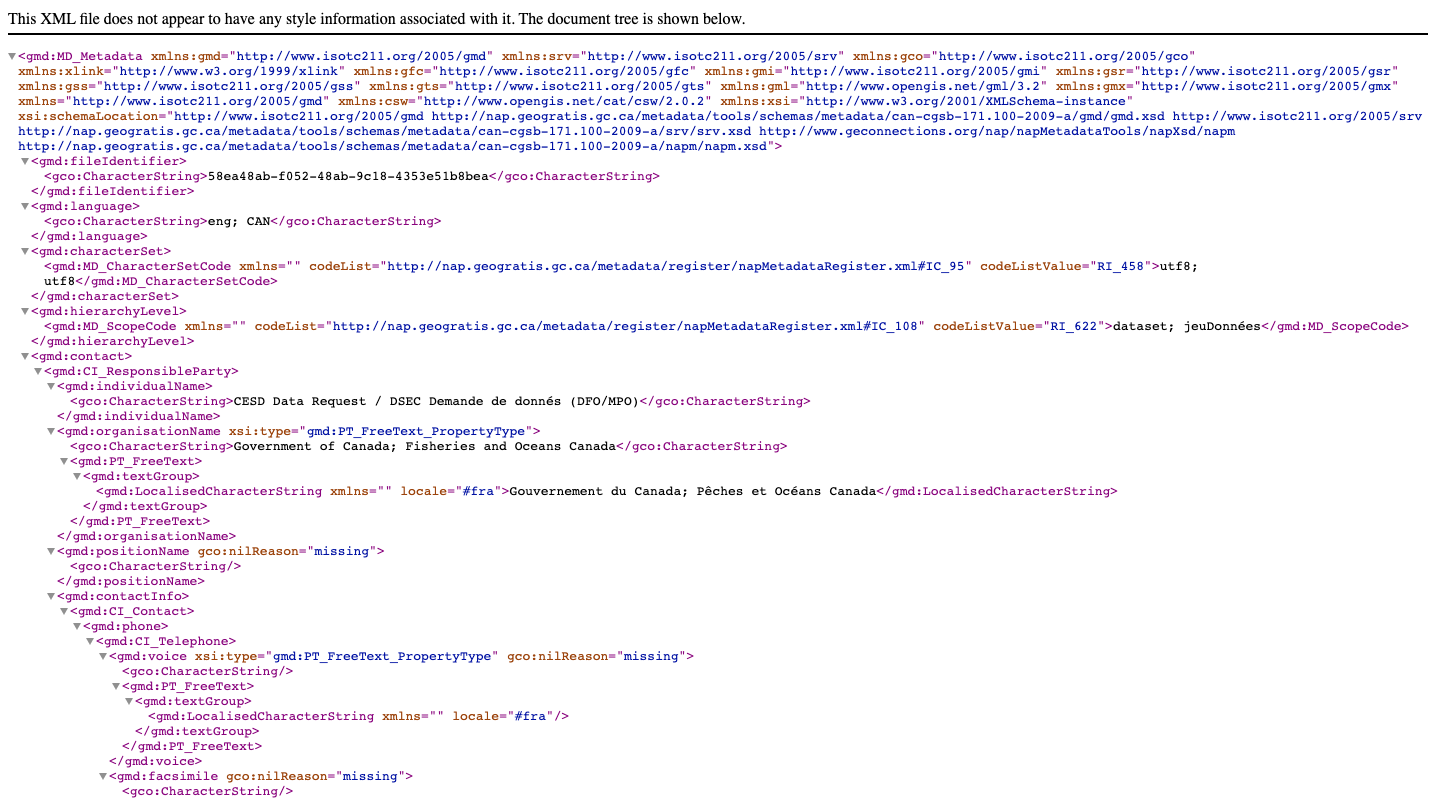 This XML file does not appear to have any style information associated with it. The document tree is shown below.
▼<gmd:MD_Metadata xmlns:gmd="http://www.isotc211.org/2005/gmd" xmlns:srv="http://www.isotc211.org/2005/srv" xmlns:gco="http://www.isotc211.org/2005/gco"
xmlns:xlink="http://www.w3.org/1999/xlink" xmlns:gfc="http://www.isotc211.org/2005/gfc" xmlns:gmi="http://www.isotc211.org/2005/gmi" xmlns:gsr="http://www.isotc211.org/2005/gsr"
xmlns:gss="http://www.isotc211.org/2005/gss" xmlns:gts="http://www.isotc211.org/2005/gts" xmlns:gml="http://www.opengis.net/gml/3.2" xmlns:gmx="http://www.isotc211.org/2005/gmx"
xmlns="http://www.isotc211.org/2005/gmd" xmlns:csw="http://www.opengis.net/cat/csw/2.0.2" xmlns:xsi="http://www.w3.org/2001/XMLSchema-instance"
xsi:schemaLocation="http://www.isotc211.org/2005/gmd http://nap.geogratis.gc.ca/metadata/tools/schemas/metadata/can-cgsb-171.100-2009-a/gmd/gmd.xsd http://www.isotc211.org/2005/srv
http://nap.geogratis.gc.ca/metadata/tools/schemas/metadata/can-cgsb-171.100-2009-a/srv/srv.xsd http://www.geconnections.org/nap/napMetadataTools/napXsd/napm
http://nap.geogratis.gc.ca/metadata/tools/schemas/metadata/can-cgsb-171.100-2009-a/napm/napm.xsd">
▼<gmd:fileIdentifier>
<gco:CharacterString>58ea48ab-f052-48ab-9c18-4353e51b8bea</gco:CharacterString>
</gmd:fileIdentifier>
▼<gmd:language>
<gco:CharacterString>eng; CAN</gco:CharacterString>
</gmd:language>
▼<gmd:characterSet>
<gmd:MD_CharacterSetCode xmlns="" codeList="http://nap.geogratis.gc.ca/metadata/register/napMetadataRegister.xml#IC_95" codeListValue="RI_458">utf8;
utf8</gmd:MD_CharacterSetCode>
</gmd:characterSet>
▼<gmd:hierarchyLevel>
<gmd:MD_ScopeCode xmlns="" codeList="http://nap.geogratis.gc.ca/metadata/register/napMetadataRegister.xml#IC_108" codeListValue="RI_622">dataset; jeuDonnées</gmd:MD_ScopeCode>
</gmd:hierarchyLevel>
▼<gmd:contact>
▼<gmd:CI_ResponsibleParty>
▼<gmd:individualName>
<gco:CharacterString>CESD Data Request / DSEC Demande de donnés (DFO/MPO)</gco:CharacterString>
</gmd:individualName>
▼<gmd:organisationName xsi:type="gmd:PT_FreeText_PropertyType">
<gco:CharacterString>Government of Canada; Fisheries and Oceans Canada</gco:CharacterString>
▼<gmd:PT_FreeText>
▼<gmd:textGroup>
<gmd:LocalisedCharacterString xmlns="" locale="#fra">Gouvernement du Canada; Pêches et Océans Canada</gmd:LocalisedCharacterString>
</gmd:textGroup>
</gmd:PT_FreeText>
</gmd:organisationName>
▼<gmd:positionName gco:nilReason="missing">
<gco:CharacterString/>
</gmd:positionName>
▼<gmd:contactInfo>
▼<gmd:CI_Contact>
▼<gmd:phone>
▼<gmd:CI_Telephone>
▼<gmd:voice xsi:type="gmd:PT_FreeText_PropertyType" gco:nilReason="missing">
<gco:CharacterString/>
▼<gmd:PT_FreeText>
▼<gmd:textGroup>
<gmd:LocalisedCharacterString xmlns="" locale="#fra"/>
</gmd:textGroup>
</gmd:PT_FreeText>
</gmd:voice>
▼<gmd:facsimile gco:nilReason="missing">
<gco:CharacterString/>